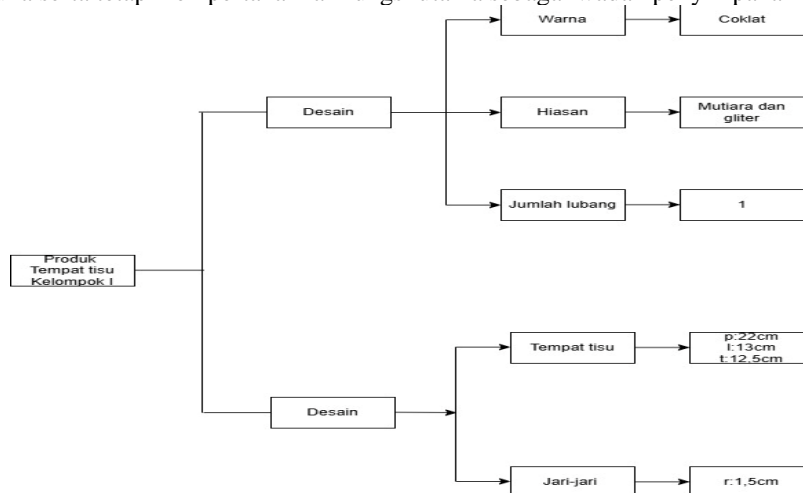 Warna
Coklat
Desain
Hiasan
Mutiara dan
gliter
Jumlah lubang
1
Produk
Tempat tisu
Kelompok I
Tempat tisu
p:22cm
l:13cm
t:12,5cm
Desain
Jari-jari
r:1,5cm